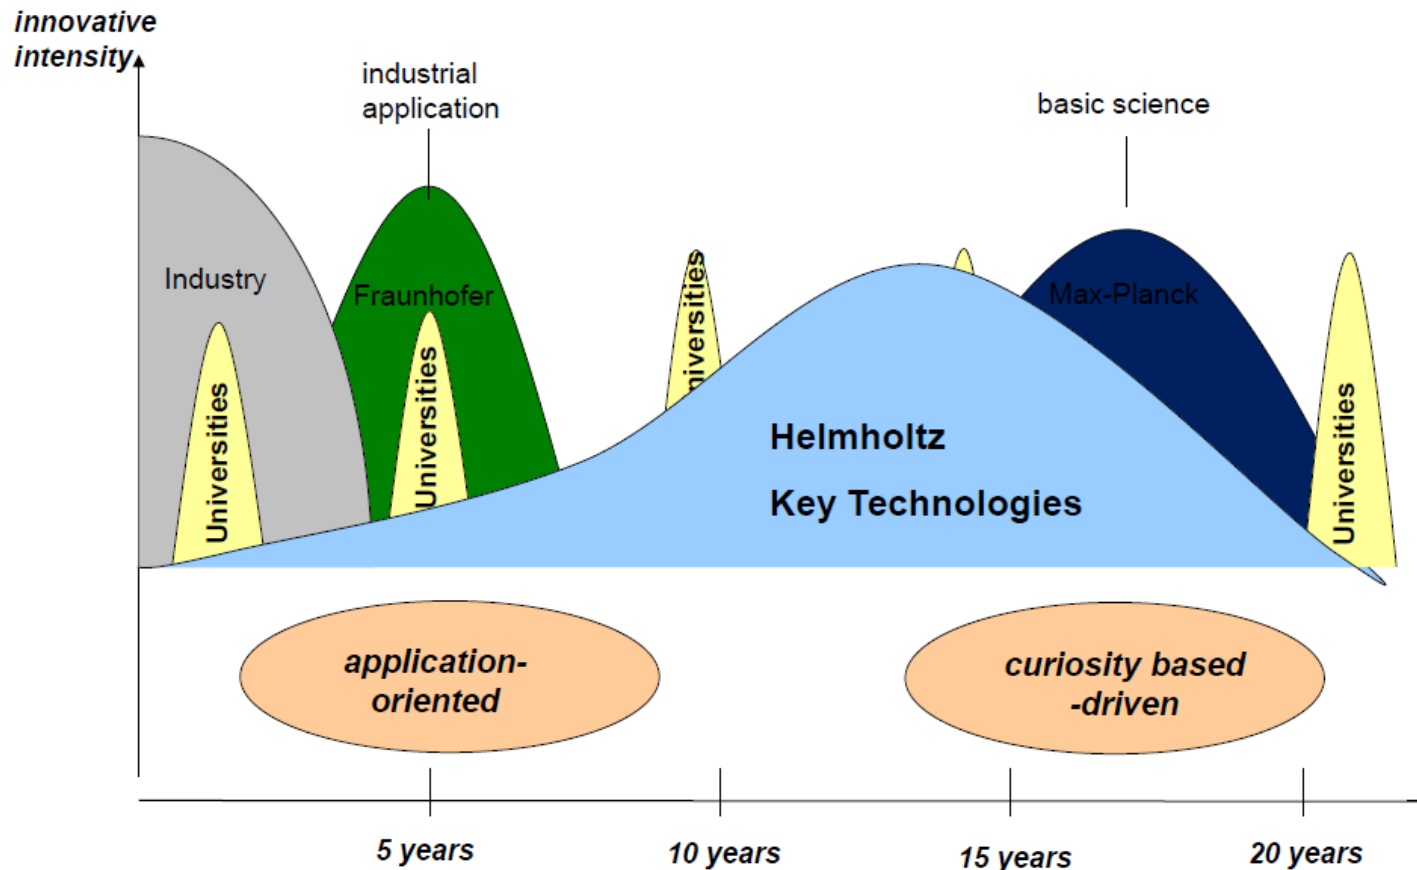 innovative
intensity
industrial
application
basic science
Industry
Fraunhofer
Max-Planck
Universities
Universities
niversities
Universities
Helmholtz
Key Technologies
application-
oriented
curiosity based
-driven
5 years
10 years
15 years
20 years